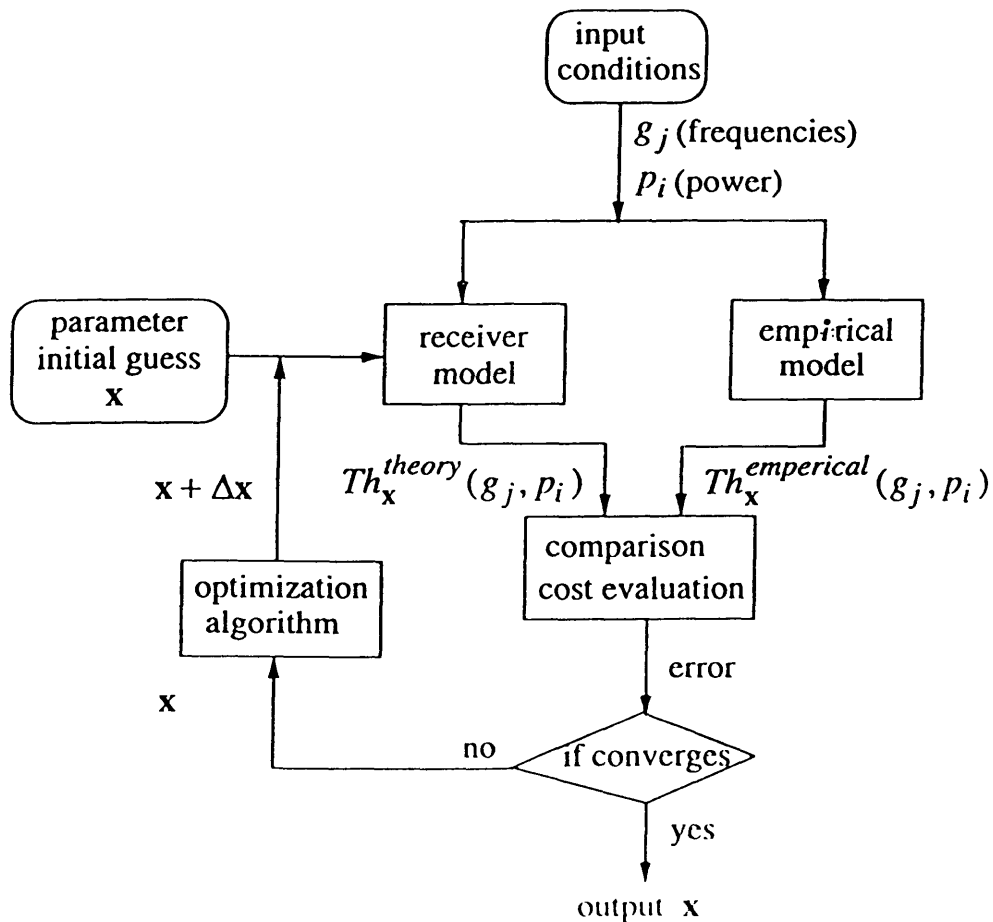 input
conditions
g_j (frequencies)
p_i (power)
parameter
initial guess
x
receiver
model
empirical
model
x + Δx
Th_x^theory (g_j, p_i)
Th_x^emperical (g_j, p_i)
comparison
cost evaluation
optimization
algorithm
error
x
no
if converges
yes
output x